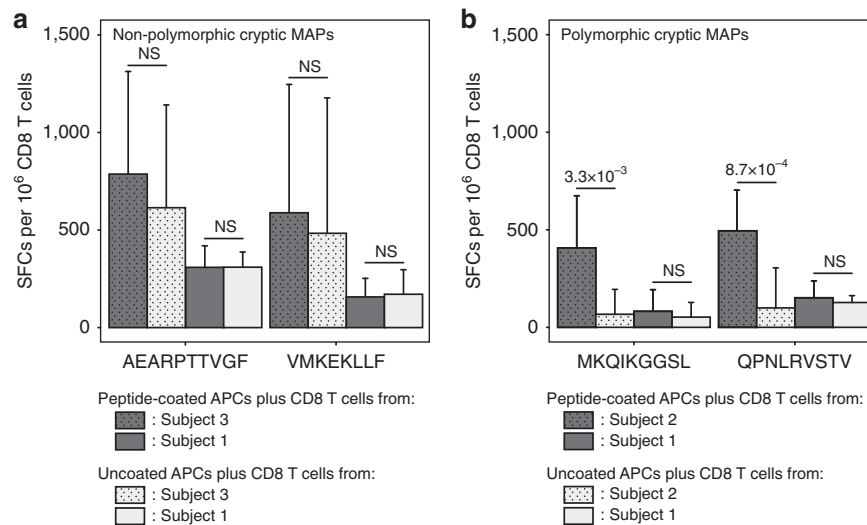 a
Non-polymorphic cryptic MAPs
SFCs per 10⁶ CD8 T cells
1,500
1,000
500
0
NS
NS
NS
NS
AEARPTTVGF
VMKEKLLF
Peptide-coated APCs plus CD8 T cells from:
: Subject 3
: Subject 1
Uncoated APCs plus CD8 T cells from:
: Subject 3
: Subject 1
b
Polymorphic cryptic MAPs
SFCs per 10⁶ CD8 T cells
1,500
1,000
500
0
3.3×10⁻³
NS
8.7×10⁻⁴
NS
MKQIKGGSL
QPNLRVSTV
Peptide-coated APCs plus CD8 T cells from:
: Subject 2
: Subject 1
Uncoated APCs plus CD8 T cells from:
: Subject 2
: Subject 1